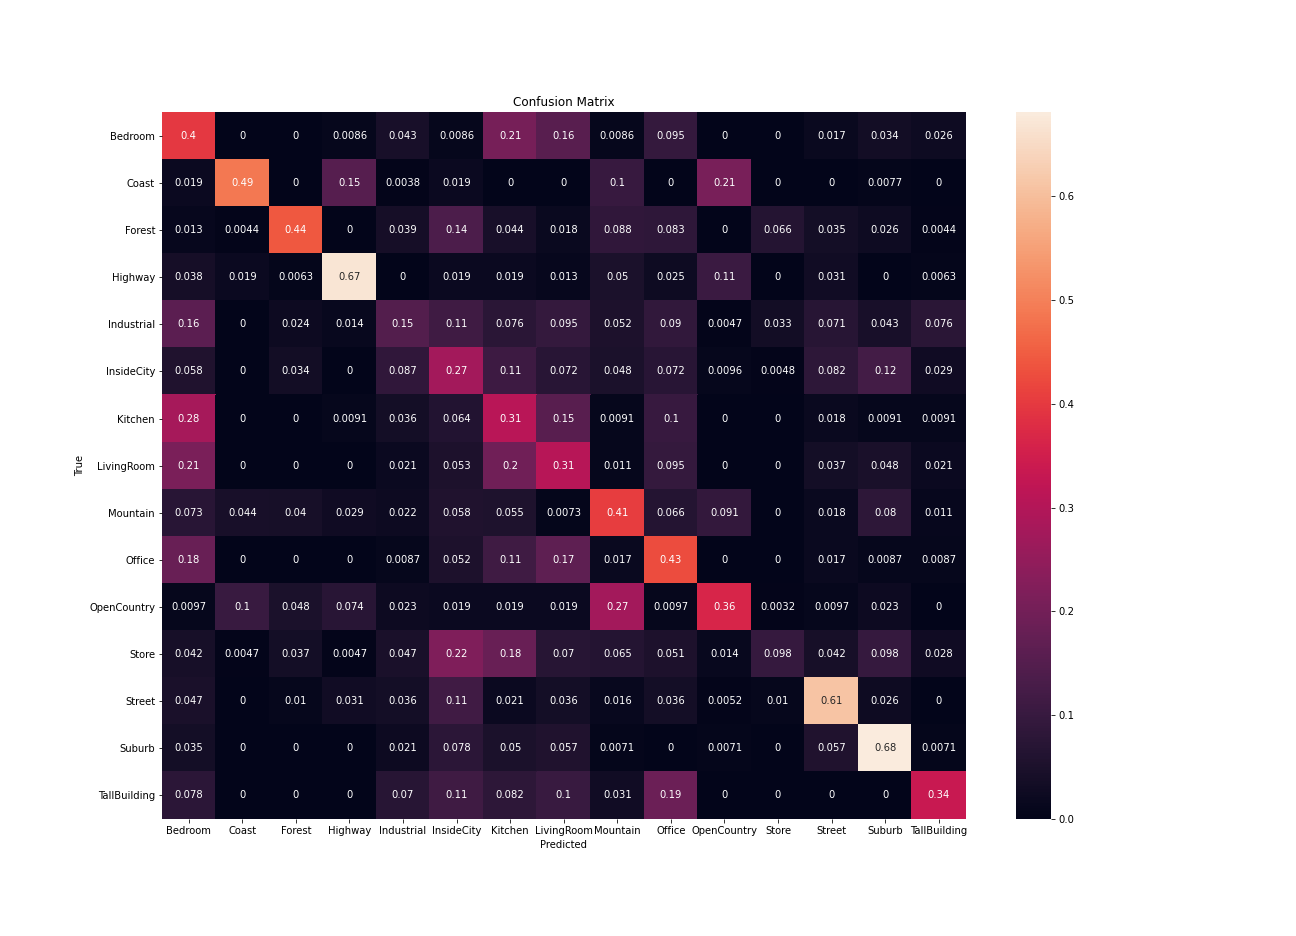 Confusion Matrix
Bedroom 0.4 0 0 0.0086 0.043 0.0086 0.21 0.16 0.0086 0.095 0 0 0.017 0.034 0.026
Coast 0.019 0.49 0 0.15 0.0038 0.019 0 0 0.1 0 0.21 0 0 0.0077 0
0.6
Forest 0.013 0.0044 0.44 0 0.039 0.14 0.044 0.018 0.088 0.083 0 0.066 0.035 0.026 0.0044
Highway 0.038 0.019 0.0063 0.67 0 0.019 0.019 0.013 0.05 0.025 0.11 0 0.031 0 0.0063
0.5
Industrial 0.16 0 0.024 0.014 0.15 0.11 0.076 0.095 0.052 0.09 0.0047 0.033 0.071 0.043 0.076
InsideCity 0.058 0 0.034 0 0.087 0.27 0.11 0.072 0.048 0.072 0.0096 0.0048 0.082 0.12 0.029
0.4
Kitchen 0.28 0 0 0.0091 0.036 0.064 0.31 0.15 0.0091 0.1 0 0 0.018 0.0091 0.0091
True
LivingRoom 0.21 0 0 0 0.021 0.053 0.2 0.31 0.011 0.095 0 0 0.037 0.048 0.021
0.3
Mountain 0.073 0.044 0.04 0.029 0.022 0.058 0.055 0.0073 0.41 0.066 0.091 0 0.018 0.08 0.011
Office 0.18 0 0 0 0.0087 0.052 0.11 0.17 0.017 0.43 0 0 0.017 0.0087 0.0087
OpenCountry 0.0097 0.1 0.048 0.074 0.023 0.019 0.019 0.019 0.27 0.0097 0.36 0.0032 0.0097 0.023 0
0.2
Store 0.042 0.0047 0.037 0.0047 0.047 0.22 0.18 0.07 0.065 0.051 0.014 0.098 0.042 0.098 0.028
Street 0.047 0 0.01 0.031 0.036 0.11 0.021 0.036 0.016 0.036 0.0052 0.01 0.61 0.026 0
0.1
Suburb 0.035 0 0 0 0.021 0.078 0.05 0.057 0.0071 0 0.0071 0 0.057 0.68 0.0071
TallBuilding 0.078 0 0 0 0.07 0.11 0.082 0.1 0.031 0.19 0 0 0 0 0.34
0.0
Bedroom Coast Forest Highway Industrial InsideCity Kitchen LivingRoom Mountain Office OpenCountry Store Street Suburb TallBuilding
Predicted